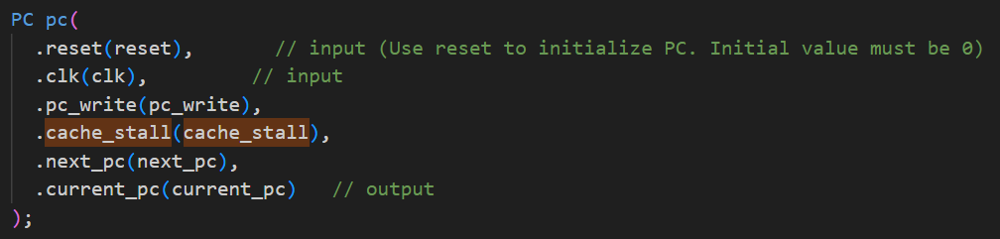 PC pc(
  .reset(reset),       // input (Use reset to initialize PC. Initial value must be 0)
  .clk(clk),         // input
  .pc_write(pc_write),
  .cache_stall(cache_stall),
  .next_pc(next_pc),
  .current_pc(current_pc)   // output
);